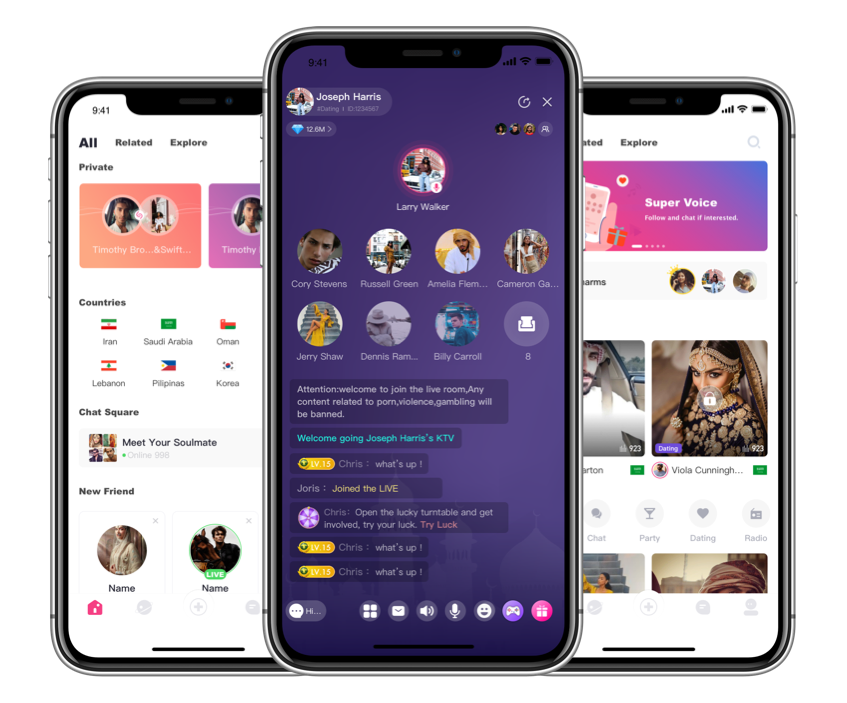 9:41
All Related Explore
Private
Timothy Bro...&Swift...
Timothy
Countries
Iran Saudi Arabia Oman
Lebanon Pilipinas Korea
Chat Square
Meet Your Soulmate
Online 998
New Friend
LIVE
Name Name
9:41
Joseph Harris
#Dating I ID:1234567
12.6M >
Larry Walker
Cory Stevens Russell Green Amelia Flem... Cameron Ga...
Jerry Shaw Dennis Ram... Billy Carroll 8
Attention:welcome to join the live room,Any
content related to porn,violence,gambling will
be banned.
Welcome going Joseph Harris's KTV
LV.15 Chris : what's up !
Joris : Joined the LIVE
Chris: Open the lucky turntable and get
involved, try your luck. Try Luck
LV.15 Chris : what's up !
LV.15 Chris : what's up !
Hi...
ated Explore
Super Voice
Follow and chat if interested.
arms
923
Dating 923
arton Viola Cunningh...
Chat Party Dating Radio